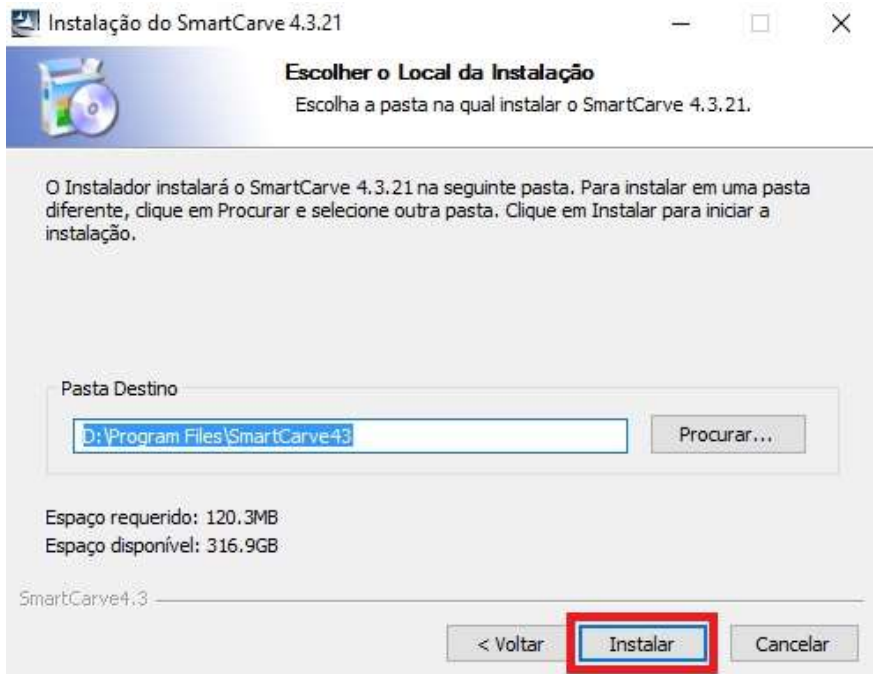 Instalação do SmartCarve 4.3.21
Escolher o Local da Instalação
Escolha a pasta na qual instalar o SmartCarve 4.3.21.
O Instalador instalará o SmartCarve 4.3.21 na seguinte pasta. Para instalar em uma pasta
diferente, clique em Procurar e selecione outra pasta. Clique em Instalar para iniciar a
instalação.
Pasta Destino
D:\Program Files\SmartCarve43
Procurar...
Espaço requerido: 120.3MB
Espaço disponível: 316.9GB
SmartCarve4.3
< Voltar
Instalar
Cancelar